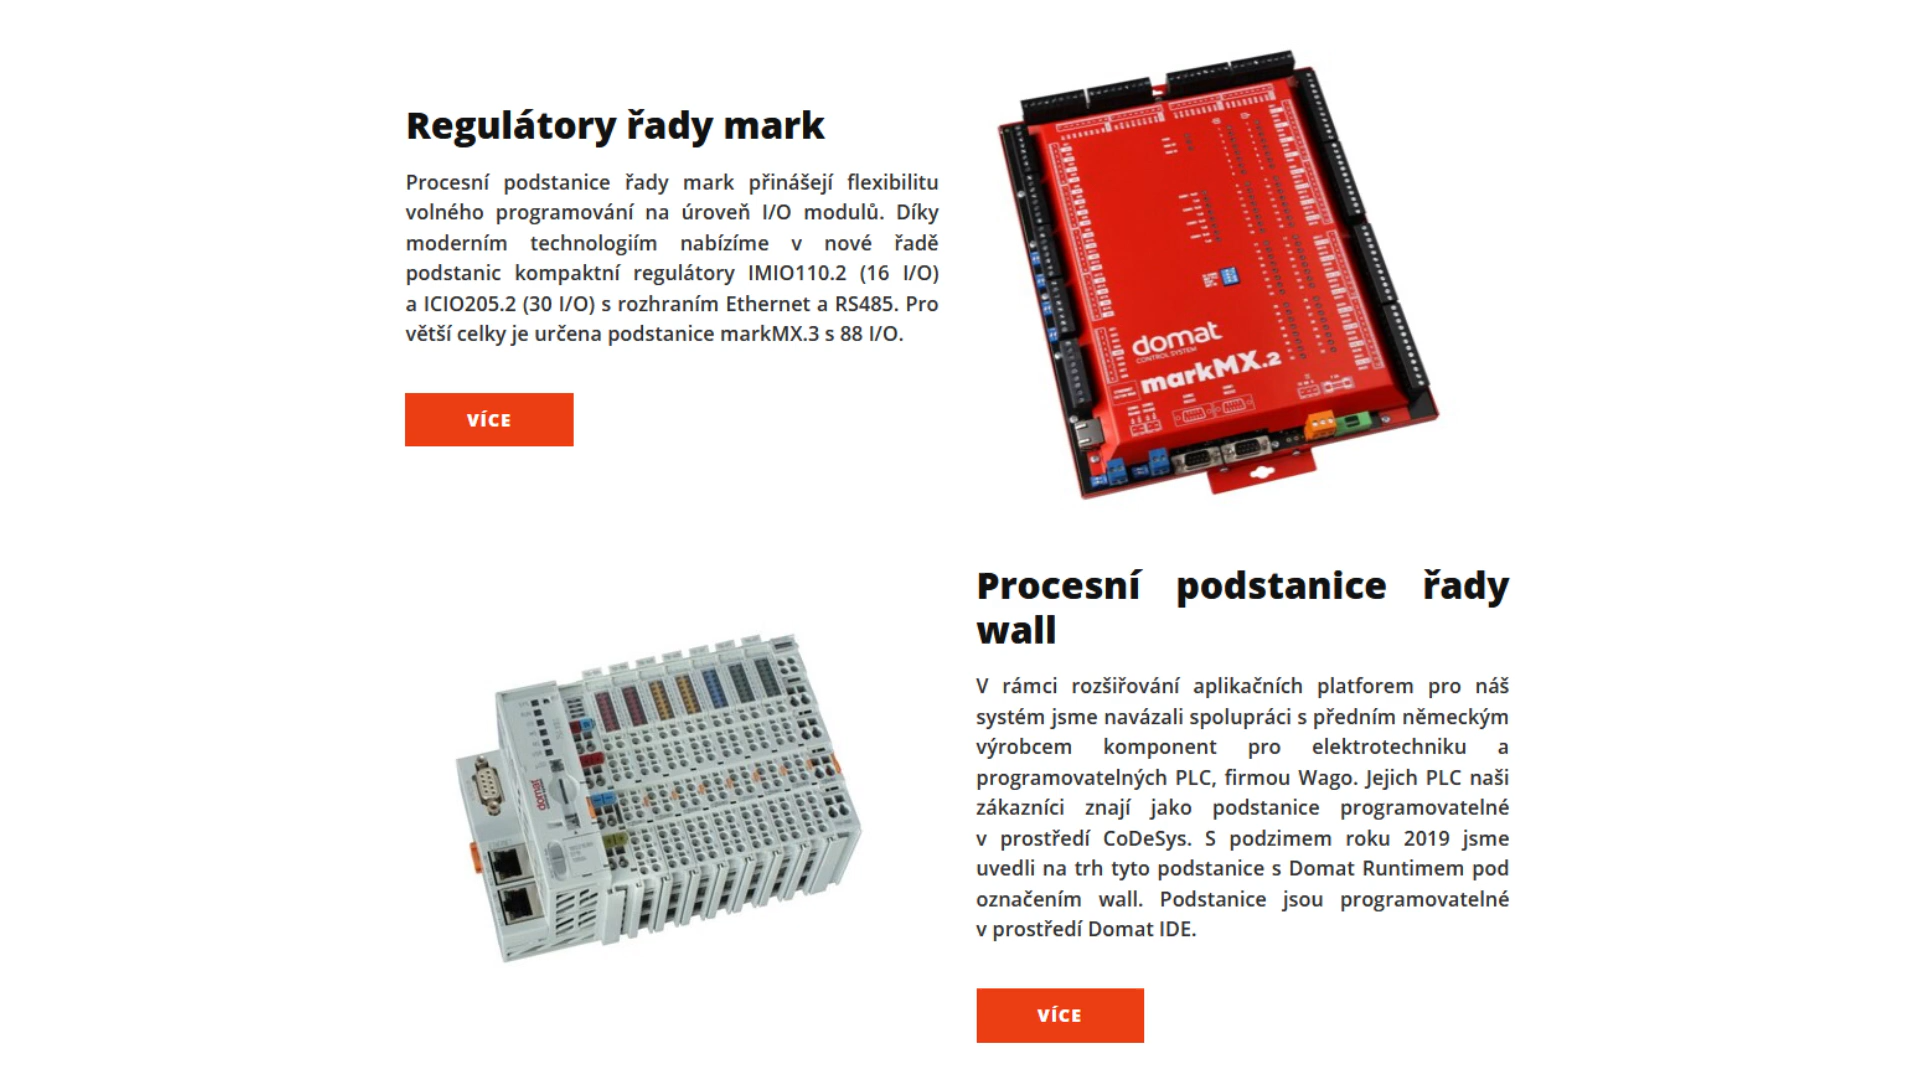 Regulátory řady mark
Procesní podstanice řady mark přinášejí flexibilitu
volného programování na úroveň I/O modulů. Díky
moderním technologiím nabízíme v nové řadě
podstanic kompaktní regulátory IMIO110.2 (16 I/O)
a ICIO205.2 (30 I/O) s rozhraním Ethernet a RS485. Pro
větší celky je určena podstanice markMX.3 s 88 I/O.
VÍCE
domat
CONTROL SYSTEM
markMX.2
Procesní podstanice řady
wall
V rámci rozšiřování aplikačních platforem pro náš
systém jsme navázali spolupráci s předním německým
výrobcem komponent pro elektrotechniku a
programovatelných PLC, firmou Wago. Jejich PLC naši
zákazníci znají jako podstanice programovatelné
v prostředí CoDeSys. S podzimem roku 2019 jsme
uvedli na trh tyto podstanice s Domat Runtimem pod
označením wall. Podstanice jsou programovatelné
v prostředí Domat IDE.
domat
VÍCE